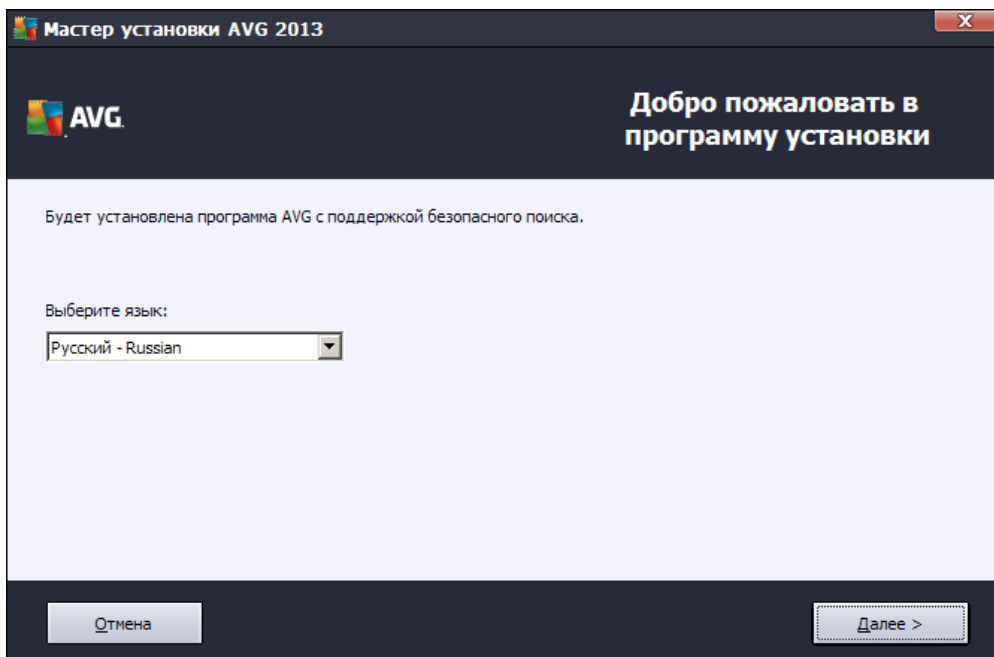 Мастер установки AVG 2013
X
AVG.
Добро пожаловать в
программу установки
Будет установлена программа AVG с поддержкой безопасного поиска.
Выберите язык:
Русский - Russian
Отмена
Далее >